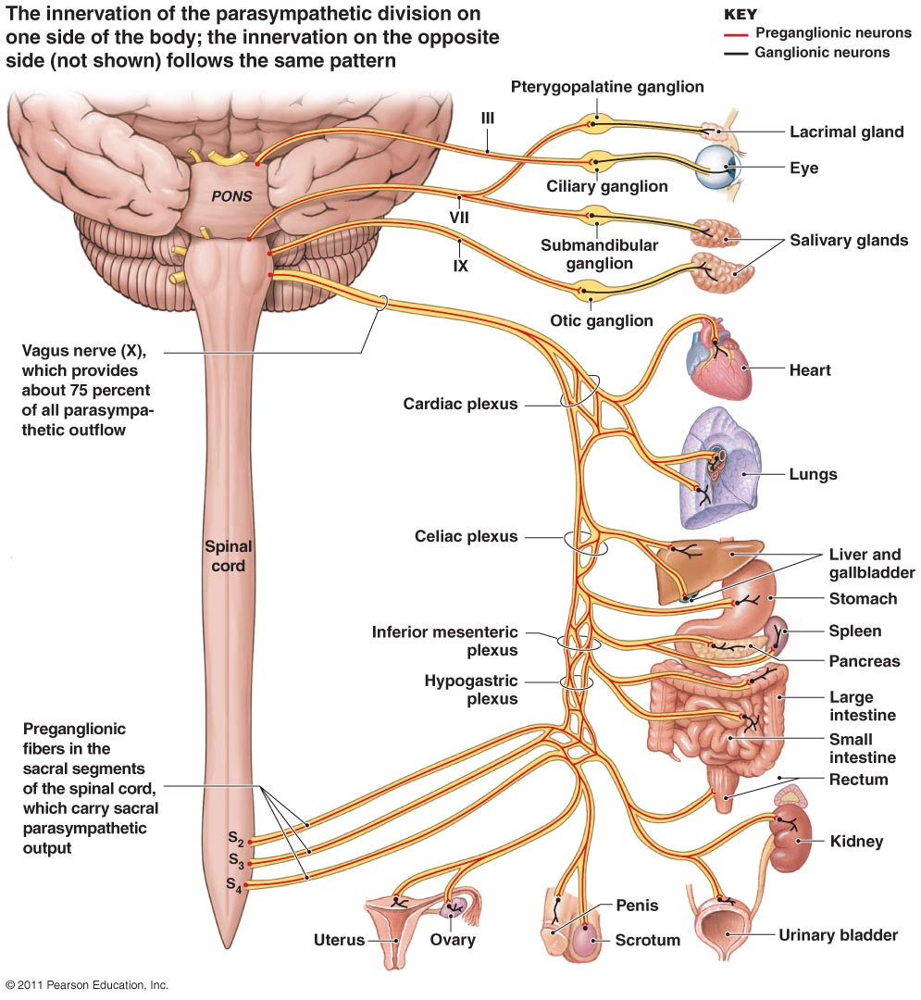 The innervation of the parasympathetic division on
one side of the body; the innervation on the opposite
side (not shown) follows the same pattern
KEY
Preganglionic neurons
Ganglionic neurons
Pterygopalatine ganglion
III
Lacrimal gland
Eye
Ciliary ganglion
PONS
VII
Submandibular
ganglion
Salivary glands
IX
Otic ganglion
Vagus nerve (X),
which provides
about 75 percent
of all parasympa-
thetic outflow
Heart
Cardiac plexus
Lungs
Celiac plexus
Spinal
cord
Liver and
gallbladder
Stomach
Inferior mesenteric
plexus
Spleen
Pancreas
Hypogastric
plexus
Large
intestine
Small
intestine
Preganglionic
fibers in the
sacral segments
of the spinal cord,
which carry sacral
parasympathetic
output
Rectum
S2
S3
S4
Kidney
Penis
Uterus
Ovary
Scrotum
Urinary bladder
© 2011 Pearson Education, Inc.